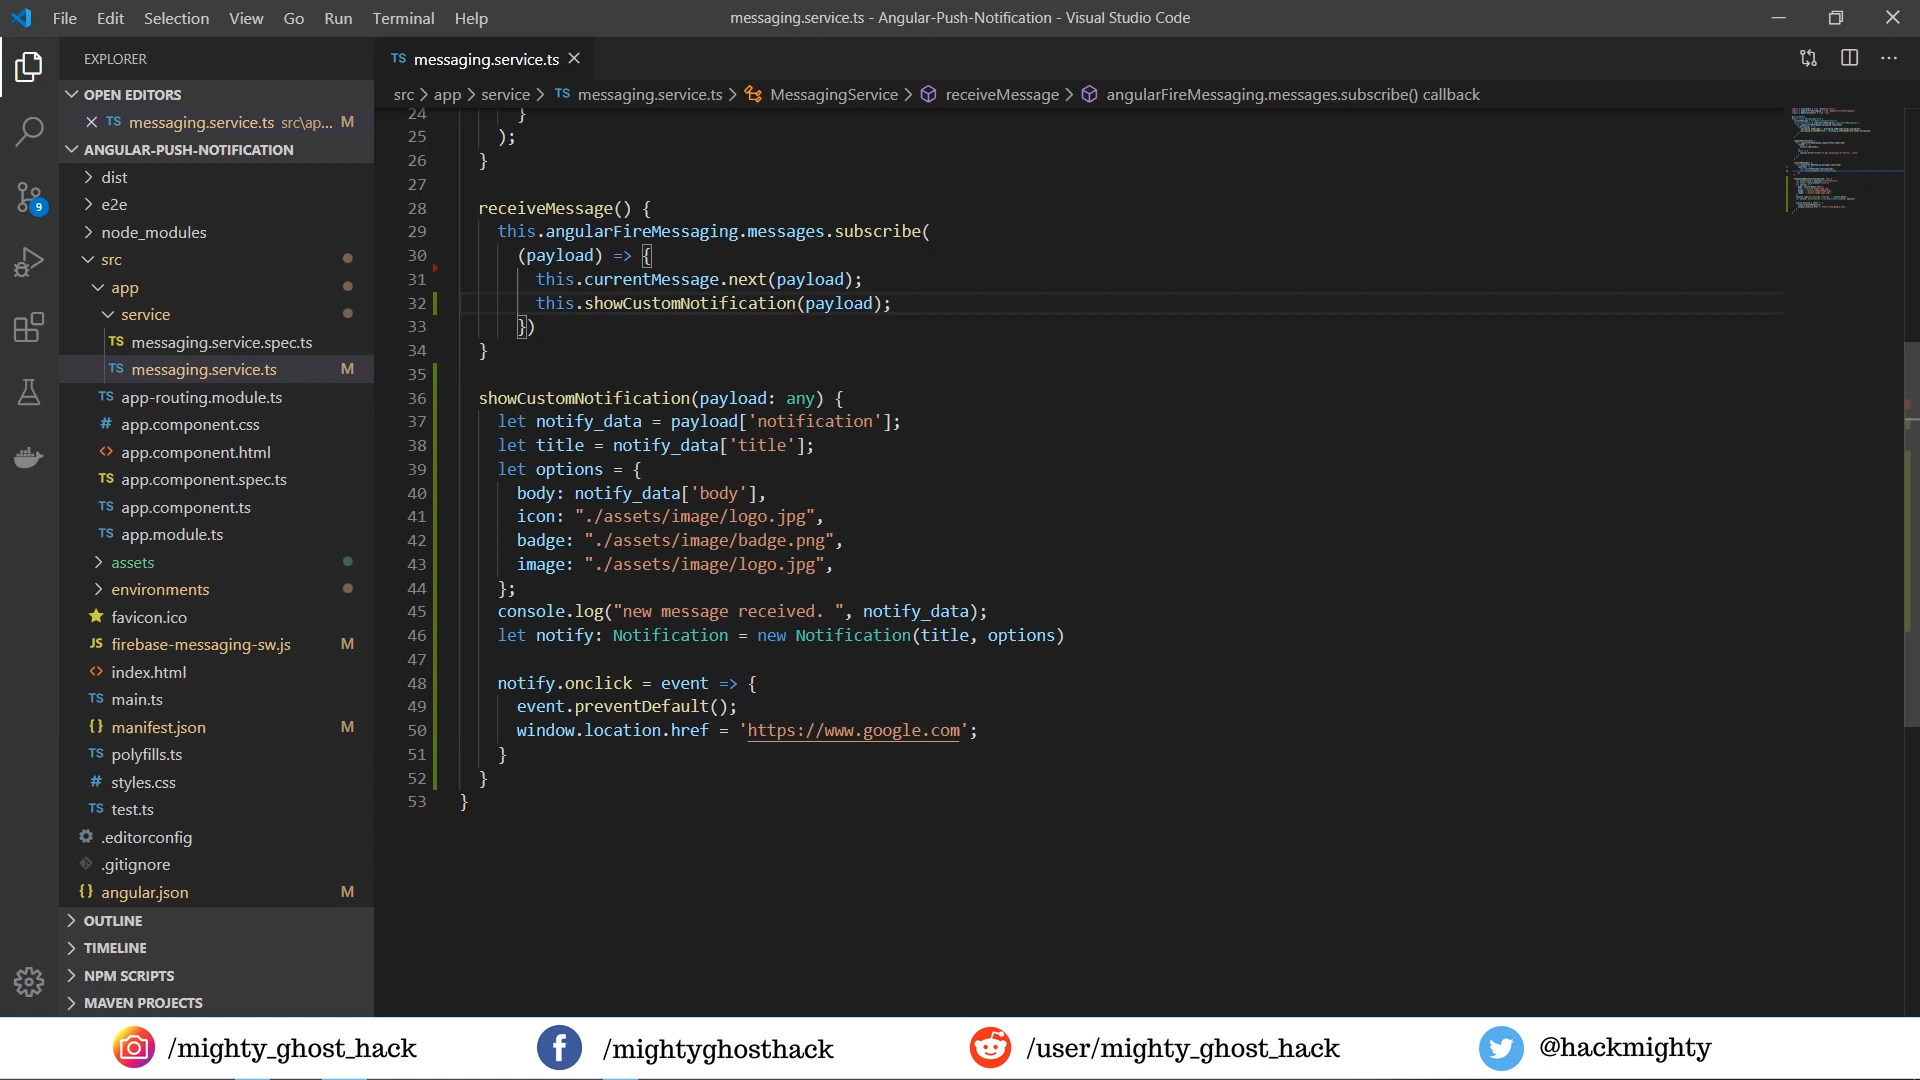 File Edit Selection View Go Run Terminal Help
messaging.service.ts - Angular-Push-Notification - Visual Studio Code
EXPLORER
OPEN EDITORS
TS messaging.service.ts src\ap... M
ANGULAR-PUSH-NOTIFICATION
dist
e2e
node_modules
src
app
service
TS messaging.service.spec.ts
TS messaging.service.ts M
TS app-routing.module.ts
# app.component.css
<> app.component.html
TS app.component.spec.ts
TS app.component.ts
TS app.module.ts
assets
environments
favicon.ico
JS firebase-messaging-sw.js M
<> index.html
TS main.ts
{} manifest.json M
TS polyfills.ts
# styles.css
TS test.ts
.editorconfig
.gitignore
{} angular.json M
OUTLINE
TIMELINE
NPM SCRIPTS
MAVEN PROJECTS
9
TS messaging.service.ts
src > app > service > TS messaging.service.ts > MessagingService > receiveMessage > angularFireMessaging.messages.subscribe() callback
24 }
25 );
26 }
27
28 receiveMessage() {
29 this.angularFireMessaging.messages.subscribe(
30 (payload) => {
31 this.currentMessage.next(payload);
32 this.showCustomNotification(payload);
33 })
34 }
35
36 showCustomNotification(payload: any) {
37 let notify_data = payload['notification'];
38 let title = notify_data['title'];
39 let options = {
40 body: notify_data['body'],
41 icon: "./assets/image/logo.jpg",
42 badge: "./assets/image/badge.png",
43 image: "./assets/image/logo.jpg",
44 };
45 console.log("new message received. ", notify_data);
46 let notify: Notification = new Notification(title, options)
47
48 notify.onclick = event => {
49 event.preventDefault();
50 window.location.href = 'https://www.google.com';
51 }
52 }
53 }
/mighty_ghost_hack
/mightyghosthack
/user/mighty_ghost_hack
@hackmighty